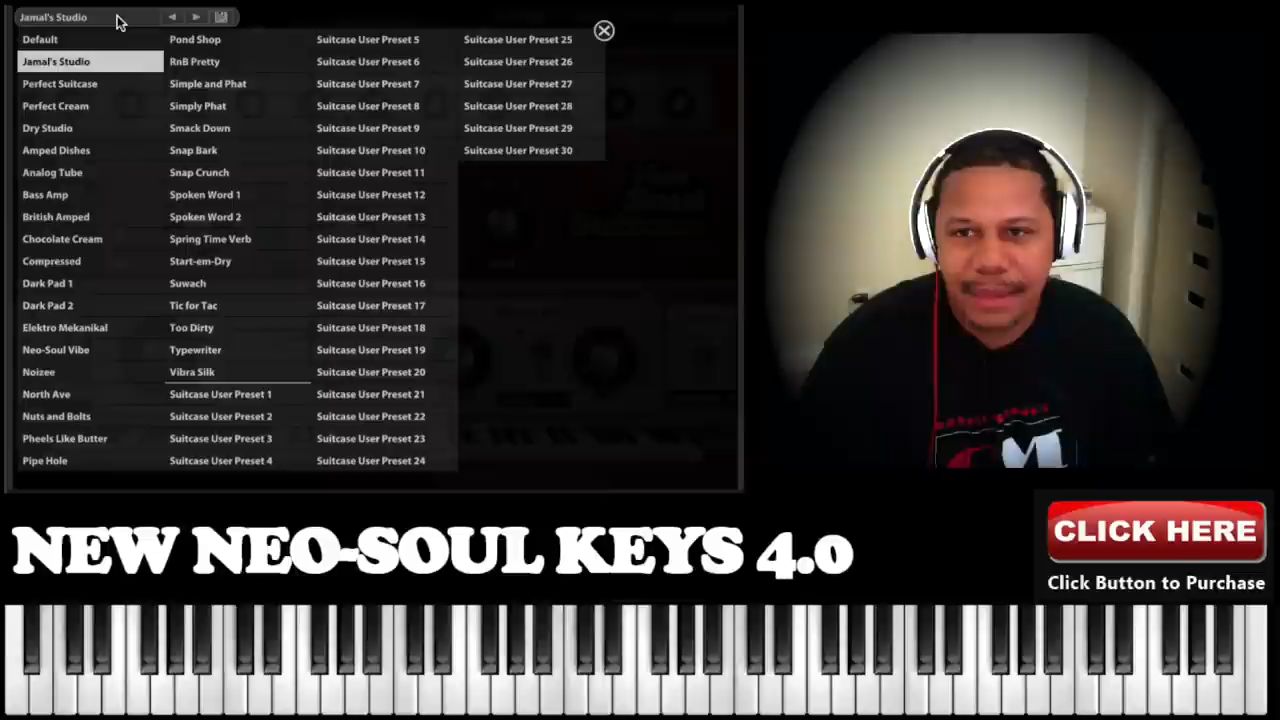 Jamal's Studio
Default
Jamal's Studio
Perfect Suitcase
Perfect Cream
Dry Studio
Amped Dishes
Analog Tube
Bass Amp
British Amped
Chocolate Cream
Compressed
Dark Pad 1
Dark Pad 2
Elektro Mekanikal
Neo-Soul Vibe
Noizee
North Ave
Nuts and Bolts
Pheels Like Butter
Pipe Hole
Pond Shop
RnB Pretty
Simple and Phat
Simply Phat
Smack Down
Snap Bark
Snap Crunch
Spoken Word 1
Spoken Word 2
Spring Time Verb
Start-em-Dry
Suwach
Tic for Tac
Too Dirty
Typewriter
Vibra Silk
Suitcase User Preset 1
Suitcase User Preset 2
Suitcase User Preset 3
Suitcase User Preset 4
Suitcase User Preset 5
Suitcase User Preset 6
Suitcase User Preset 7
Suitcase User Preset 8
Suitcase User Preset 9
Suitcase User Preset 10
Suitcase User Preset 11
Suitcase User Preset 12
Suitcase User Preset 13
Suitcase User Preset 14
Suitcase User Preset 15
Suitcase User Preset 16
Suitcase User Preset 17
Suitcase User Preset 18
Suitcase User Preset 19
Suitcase User Preset 20
Suitcase User Preset 21
Suitcase User Preset 22
Suitcase User Preset 23
Suitcase User Preset 24
Suitcase User Preset 25
Suitcase User Preset 26
Suitcase User Preset 27
Suitcase User Preset 28
Suitcase User Preset 29
Suitcase User Preset 30
NEW NEO-SOUL KEYS 4.0
CLICK HERE
Click Button to Purchase